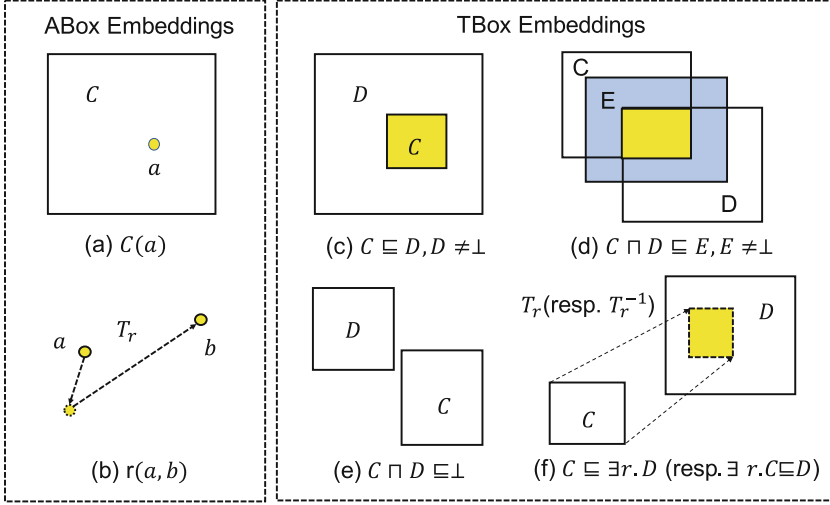 ABox Embeddings
C
a
(a) C(a)
a
T_r
b
(b) r(a, b)
TBox Embeddings
D
C
(c) C ⊑ D, D ≠⊥
C
E
D
(d) C ⊓ D ⊑ E, E ≠⊥
D
C
(e) C ⊓ D ⊑⊥
T_r(resp. T_r^{-1})
D
C
(f) C ⊑ ∃r. D (resp. ∃ r. C⊑D)